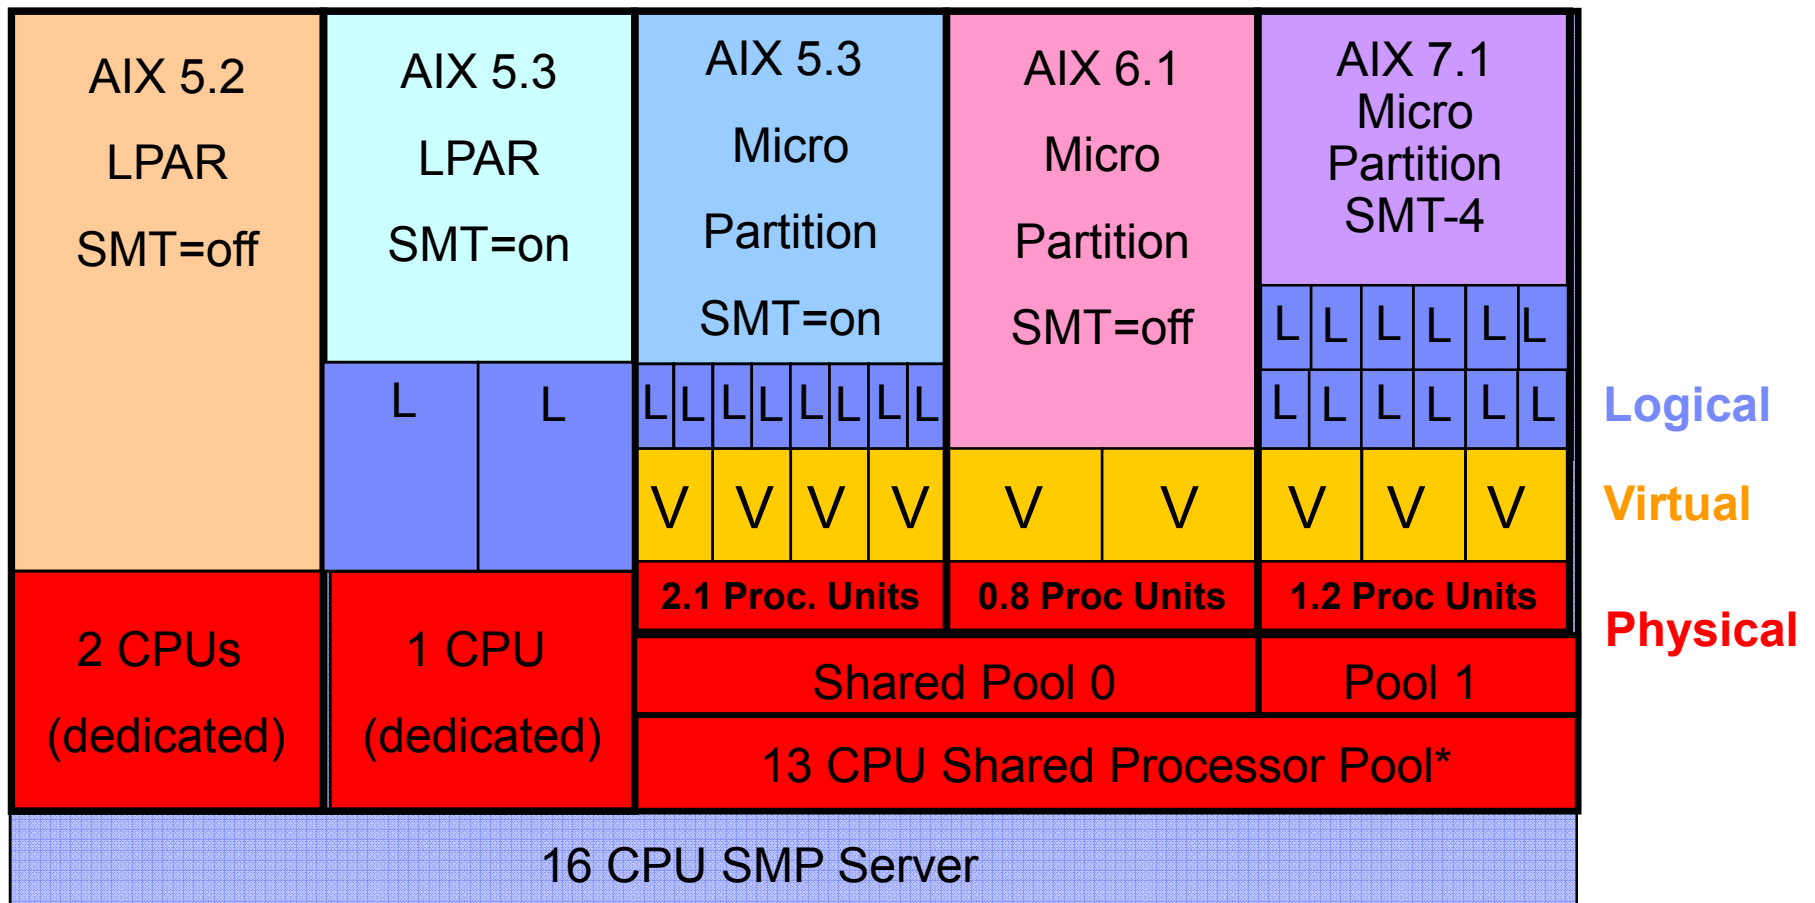 AIX 5.2
LPAR
SMT=off
AIX 5.3
LPAR
SMT=on
AIX 5.3
Micro
Partition
SMT=on
AIX 6.1
Micro
Partition
SMT=off
AIX 7.1
Micro
Partition
SMT-4
L L L L L L
L L
L L L L L L L L
L L L L L L
Logical
V V V V
V V
V V V
Virtual
2.1 Proc. Units
0.8 Proc Units
1.2 Proc Units
Physical
2 CPUs
(dedicated)
1 CPU
(dedicated)
Shared Pool 0
Pool 1
13 CPU Shared Processor Pool*
16 CPU SMP Server